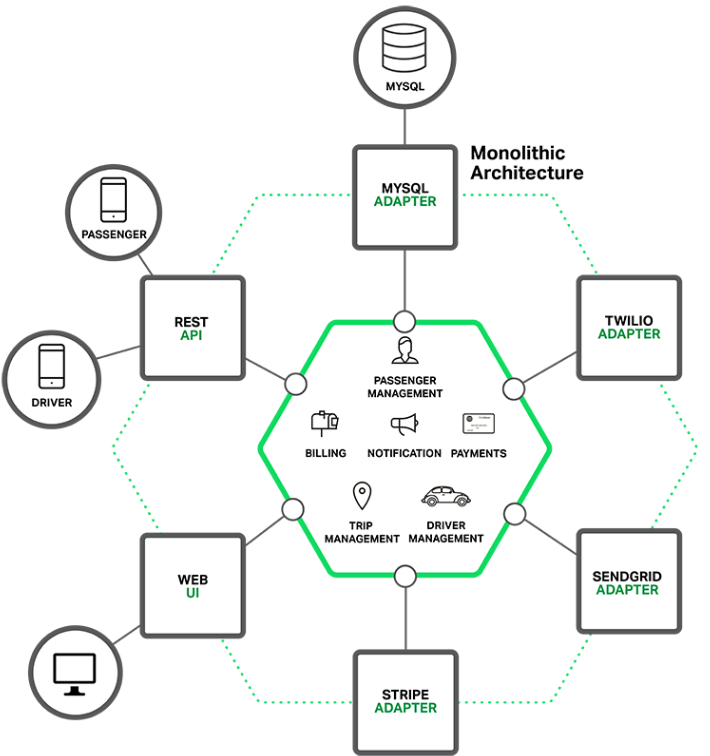 MYSQL
Monolithic
Architecture
MYSQL
ADAPTER
PASSENGER
REST
API
TWILIO
ADAPTER
DRIVER
PASSENGER
MANAGEMENT
BILLING
NOTIFICATION
PAYMENTS
TRIP
MANAGEMENT
DRIVER
MANAGEMENT
WEB
UI
SENDGRID
ADAPTER
STRIPE
ADAPTER